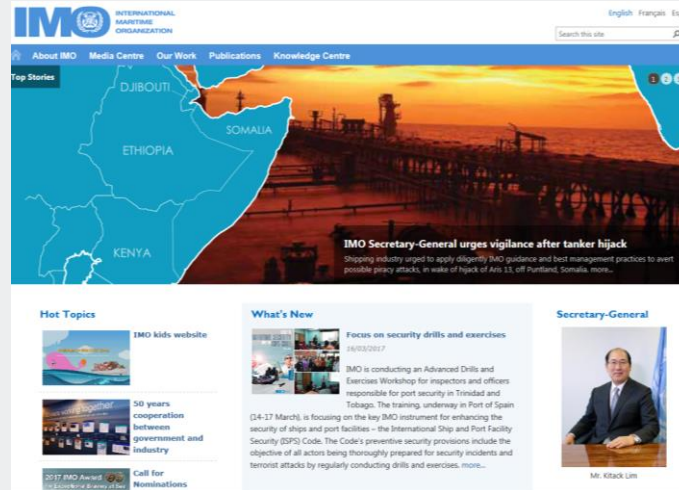 IMO
INTERNATIONAL
MARITIME
ORGANIZATION
English Français Es
Search this site
About IMO Media Centre Our Work Publications Knowledge Centre
Top Stories
1 2
DJIBOUTI
SOMALIA
ETHIOPIA
KENYA
IMO Secretary-General urges vigilance after tanker hijack
Shipping industry urged to apply diligently IMO guidance and best management practices to avert
possible piracy attacks, in wake of hijack of Aris 13, off Puntland, Somalia. more...
Hot Topics
IMO kids website
50 years
cooperation
between
government and
industry
2017 IMO Award
Call for
Nominations
What's New
Focus on security drills and exercises
16/03/2017
IMO is conducting an Advanced Drills and
Exercises Workshop for inspectors and officers
responsible for port security in Trinidad and
Tobago. The training, underway in Port of Spain
(14-17 March), is focusing on the key IMO instrument for enhancing the
security of ships and port facilities – the International Ship and Port Facility
Security (ISPS) Code. The Code's preventive security provisions include the
objective of all actors being thoroughly prepared for security incidents and
terrorist attacks by regularly conducting drills and exercises. more...
Secretary-General
Mr. Kitack Lim